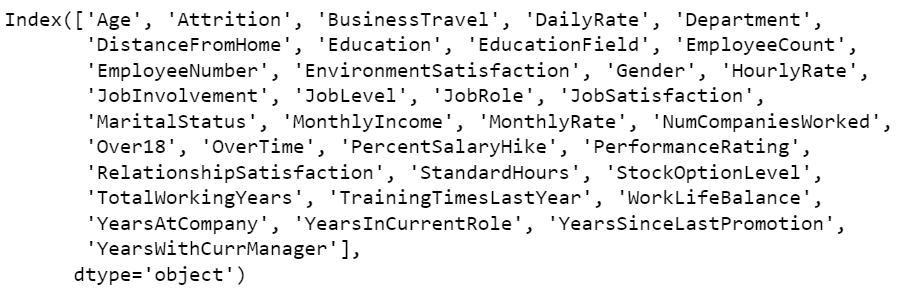 Index(['Age', 'Attrition', 'BusinessTravel', 'DailyRate', 'Department',
'DistanceFromHome', 'Education', 'EducationField', 'EmployeeCount',
'EmployeeNumber', 'EnvironmentSatisfaction', 'Gender', 'HourlyRate',
'JobInvolvement', 'JobLevel', 'JobRole', 'JobSatisfaction',
'MaritalStatus', 'MonthlyIncome', 'MonthlyRate', 'NumCompaniesWorked',
'Over18', 'OverTime', 'PercentSalaryHike', 'PerformanceRating',
'RelationshipSatisfaction', 'StandardHours', 'StockOptionLevel',
'TotalWorkingYears', 'TrainingTimesLastYear', 'WorkLifeBalance',
'YearsAtCompany', 'YearsInCurrentRole', 'YearsSinceLastPromotion',
'YearsWithCurrManager'],
dtype='object')